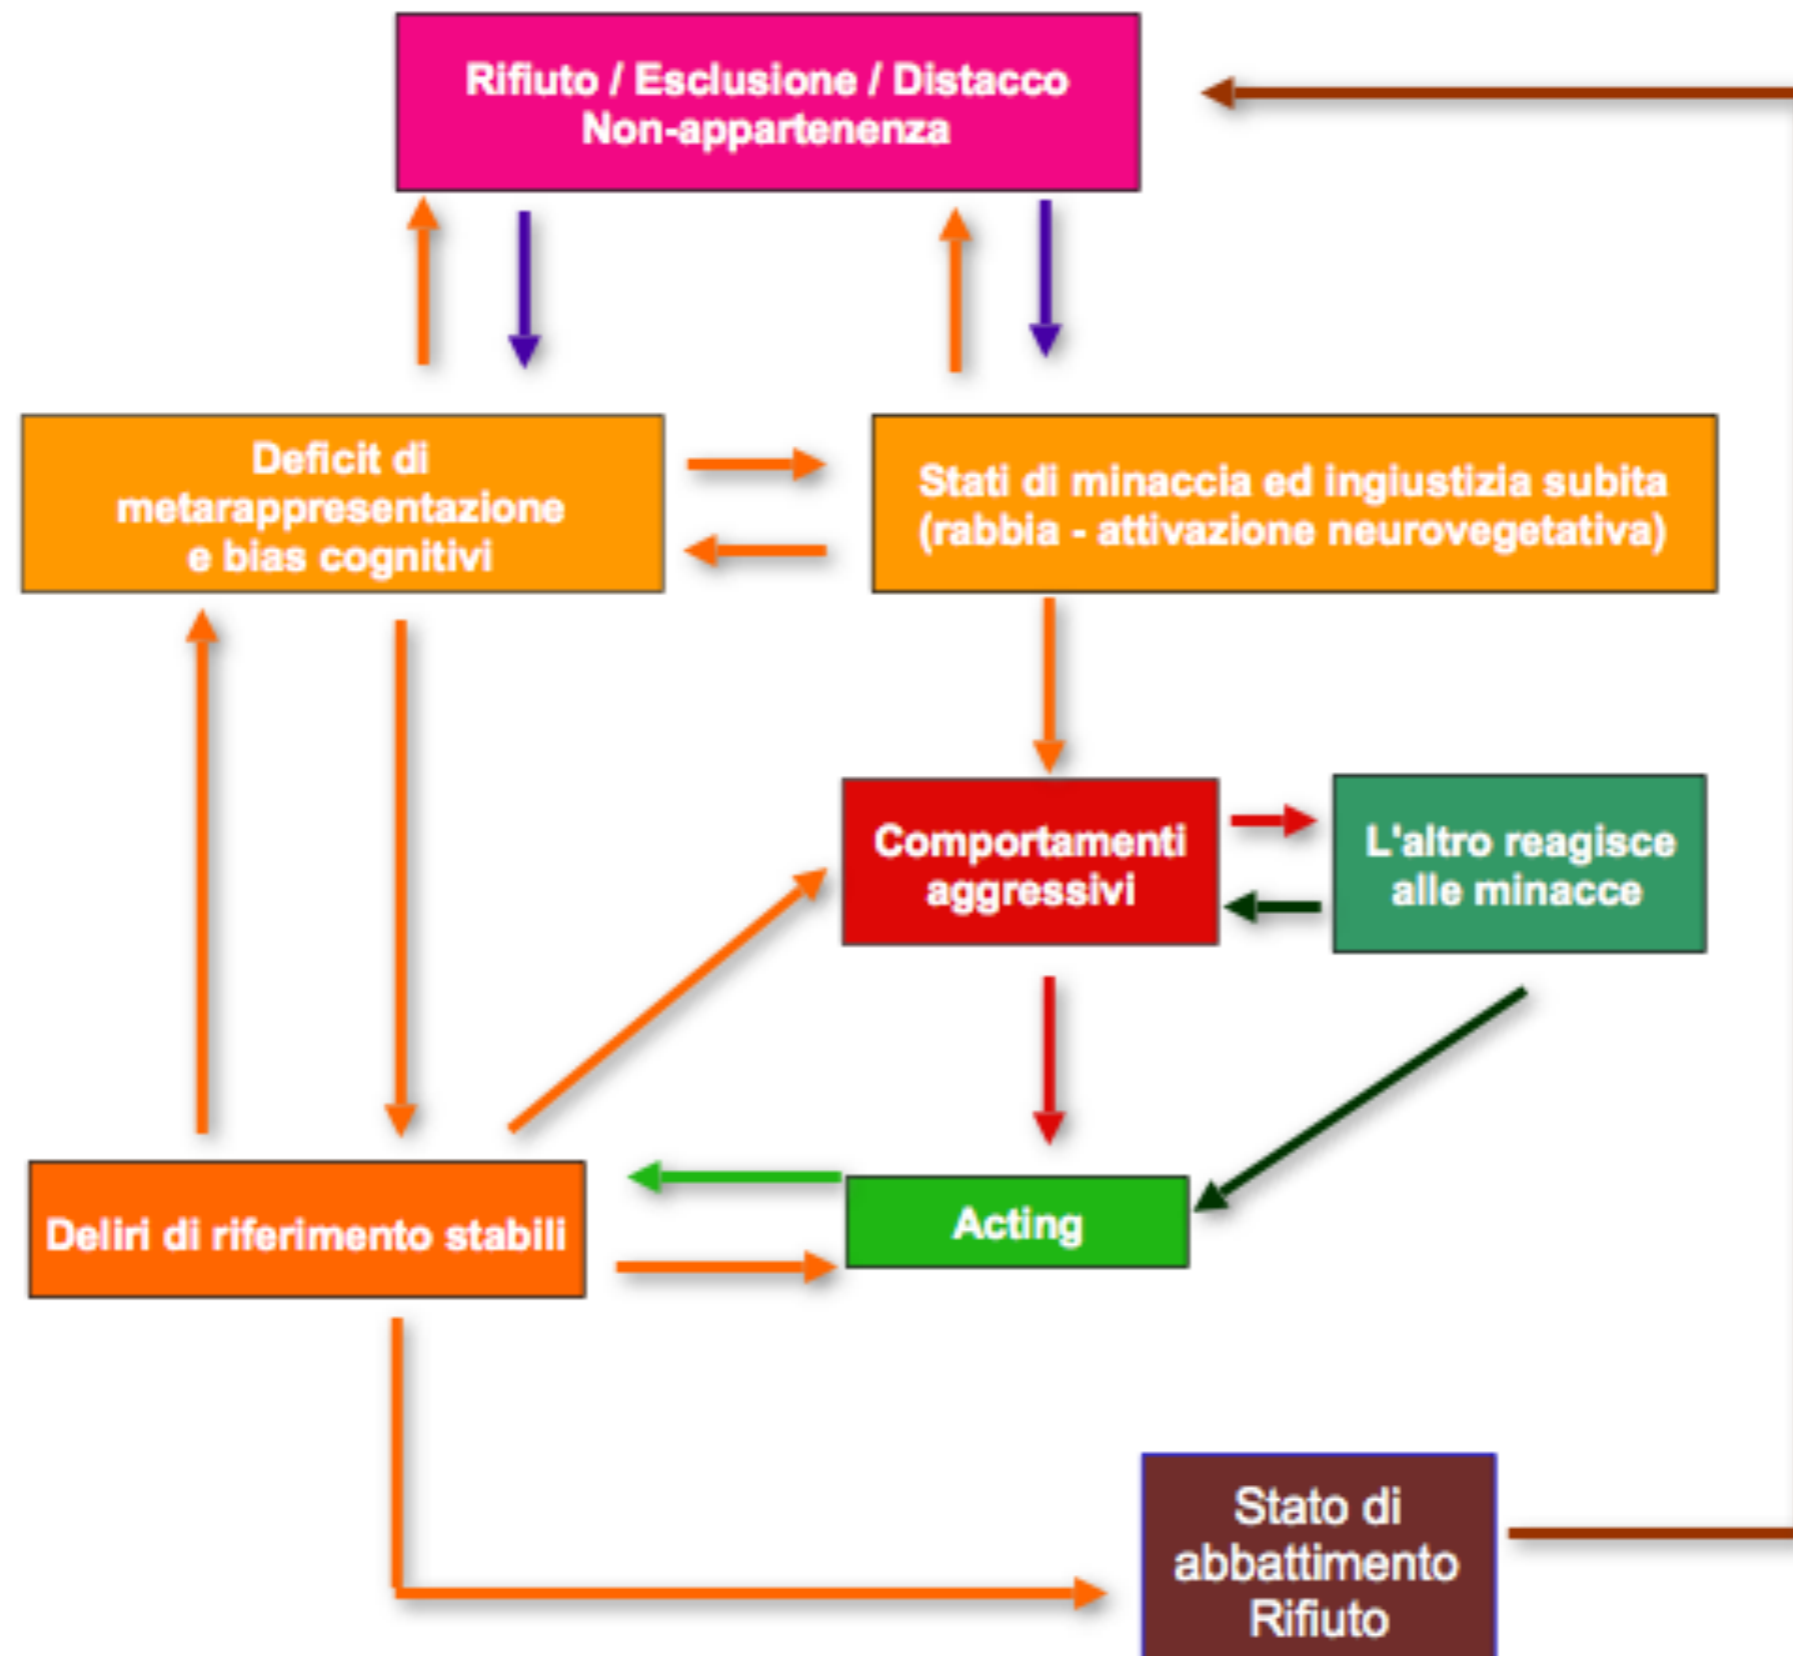 Rifiuto / Esclusione / Distacco
Non-appartenenza
Deficit di
metarappresentazione
e bias cognitivi
Stati di minaccia ed ingiustizia subita
(rabbia - attivazione neurovegetativa)
Comportamenti
aggressivi
L'altro reagisce
alle minacce
Deliri di riferimento stabili
Acting
Stato di
abbattimento
Rifiuto